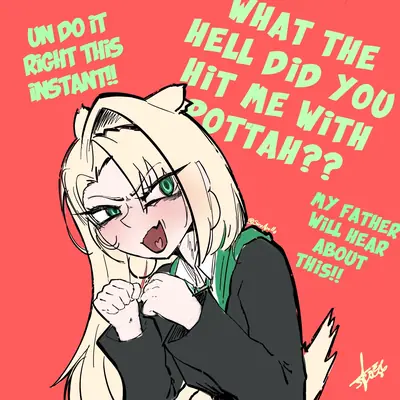 UN DO IT
RIGHT THIS
INSTANT!!
WHAT THE
HELL DID YOU
HIT ME WITH
POTTAH??
MY FATHER
WILL HEAR
ABOUT
THIS!!